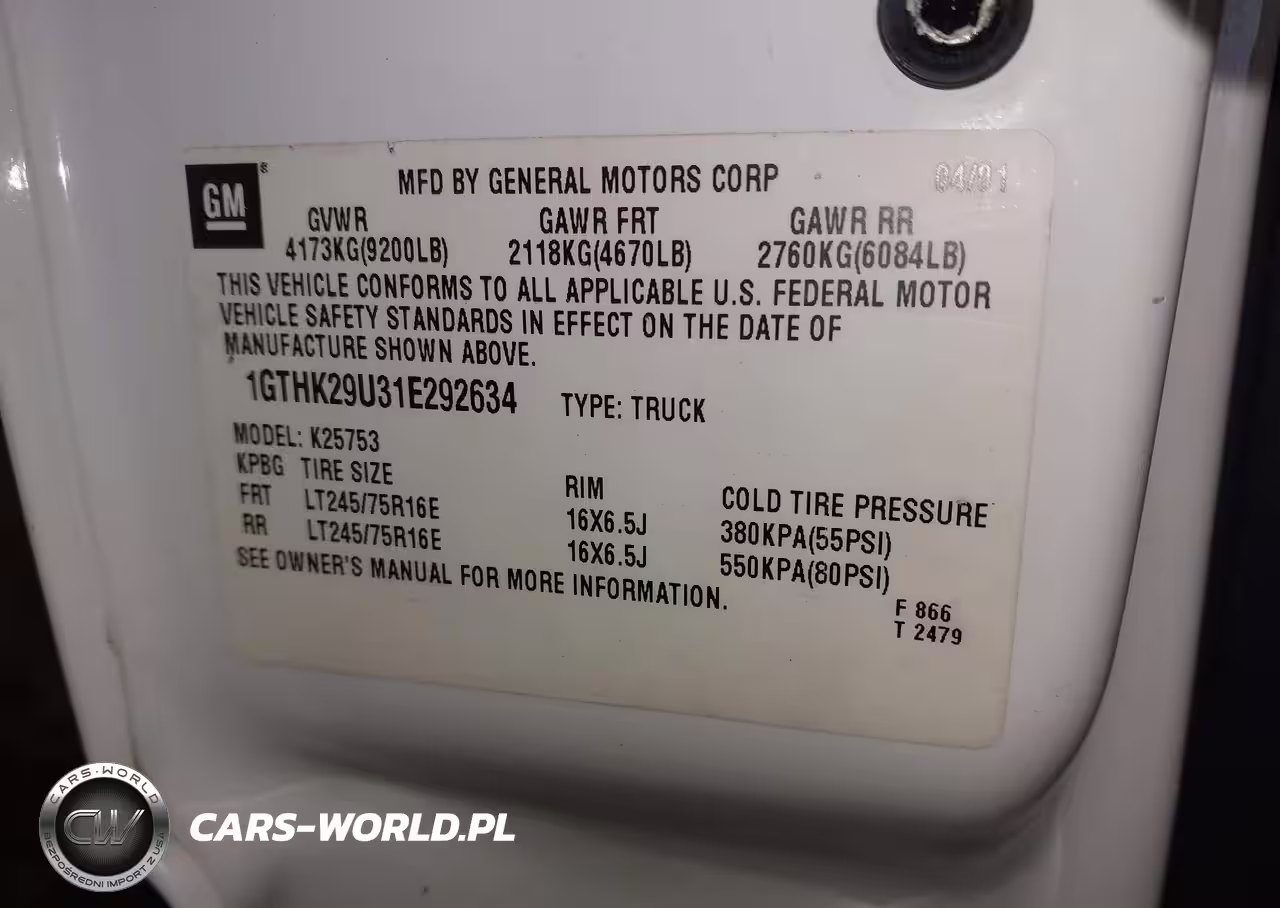 GM ® MFD BY GENERAL MOTORS CORP 04/01
GVWR GAWR FRT GAWR RR
4173KG(9200LB) 2118KG(4670LB) 2760KG(6084LB)
THIS VEHICLE CONFORMS TO ALL APPLICABLE U.S. FEDERAL MOTOR
VEHICLE SAFETY STANDARDS IN EFFECT ON THE DATE OF
MANUFACTURE SHOWN ABOVE.
1GTHK29U31E292634 TYPE: TRUCK
MODEL: K25753
KPBG TIRE SIZE RIM COLD TIRE PRESSURE
FRT LT245/75R16E 16X6.5J 380KPA(55PSI)
RR LT245/75R16E 16X6.5J 550KPA(80PSI)
SEE OWNER'S MANUAL FOR MORE INFORMATION.
F 866
T 2479
CARS-WORLD
CW
BEZPOŚREDNI IMPORT Z USA
CARS-WORLD.PL